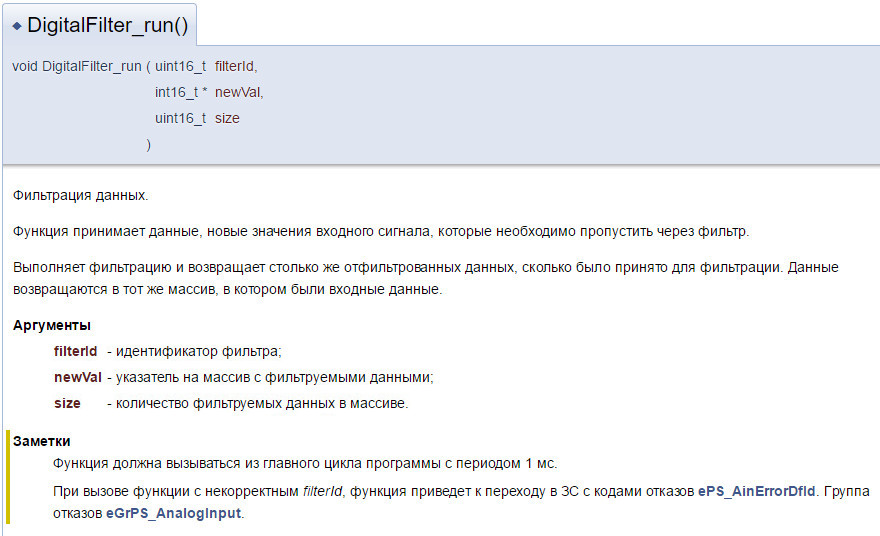 DigitalFilter_run()
void DigitalFilter_run ( uint16_t filterId,
int16_t * newVal,
uint16_t size
)
Фильтрация данных.
Функция принимает данные, новые значения входного сигнала, которые необходимо пропустить через фильтр.
Выполняет фильтрацию и возвращает столько же отфильтрованных данных, сколько было принято для фильтрации. Данные
возвращаются в тот же массив, в котором были входные данные.
Аргументы
filterId - идентификатор фильтра;
newVal - указатель на массив с фильтруемыми данными;
size - количество фильтруемых данных в массиве.
Заметки
Функция должна вызываться из главного цикла программы с периодом 1 мс.
При вызове функции с некорректным filterId, функция приведет к переходу в ЗС с кодами отказов ePS_AinErrorDfId. Группа
отказов eGrPS_AnalogInput.